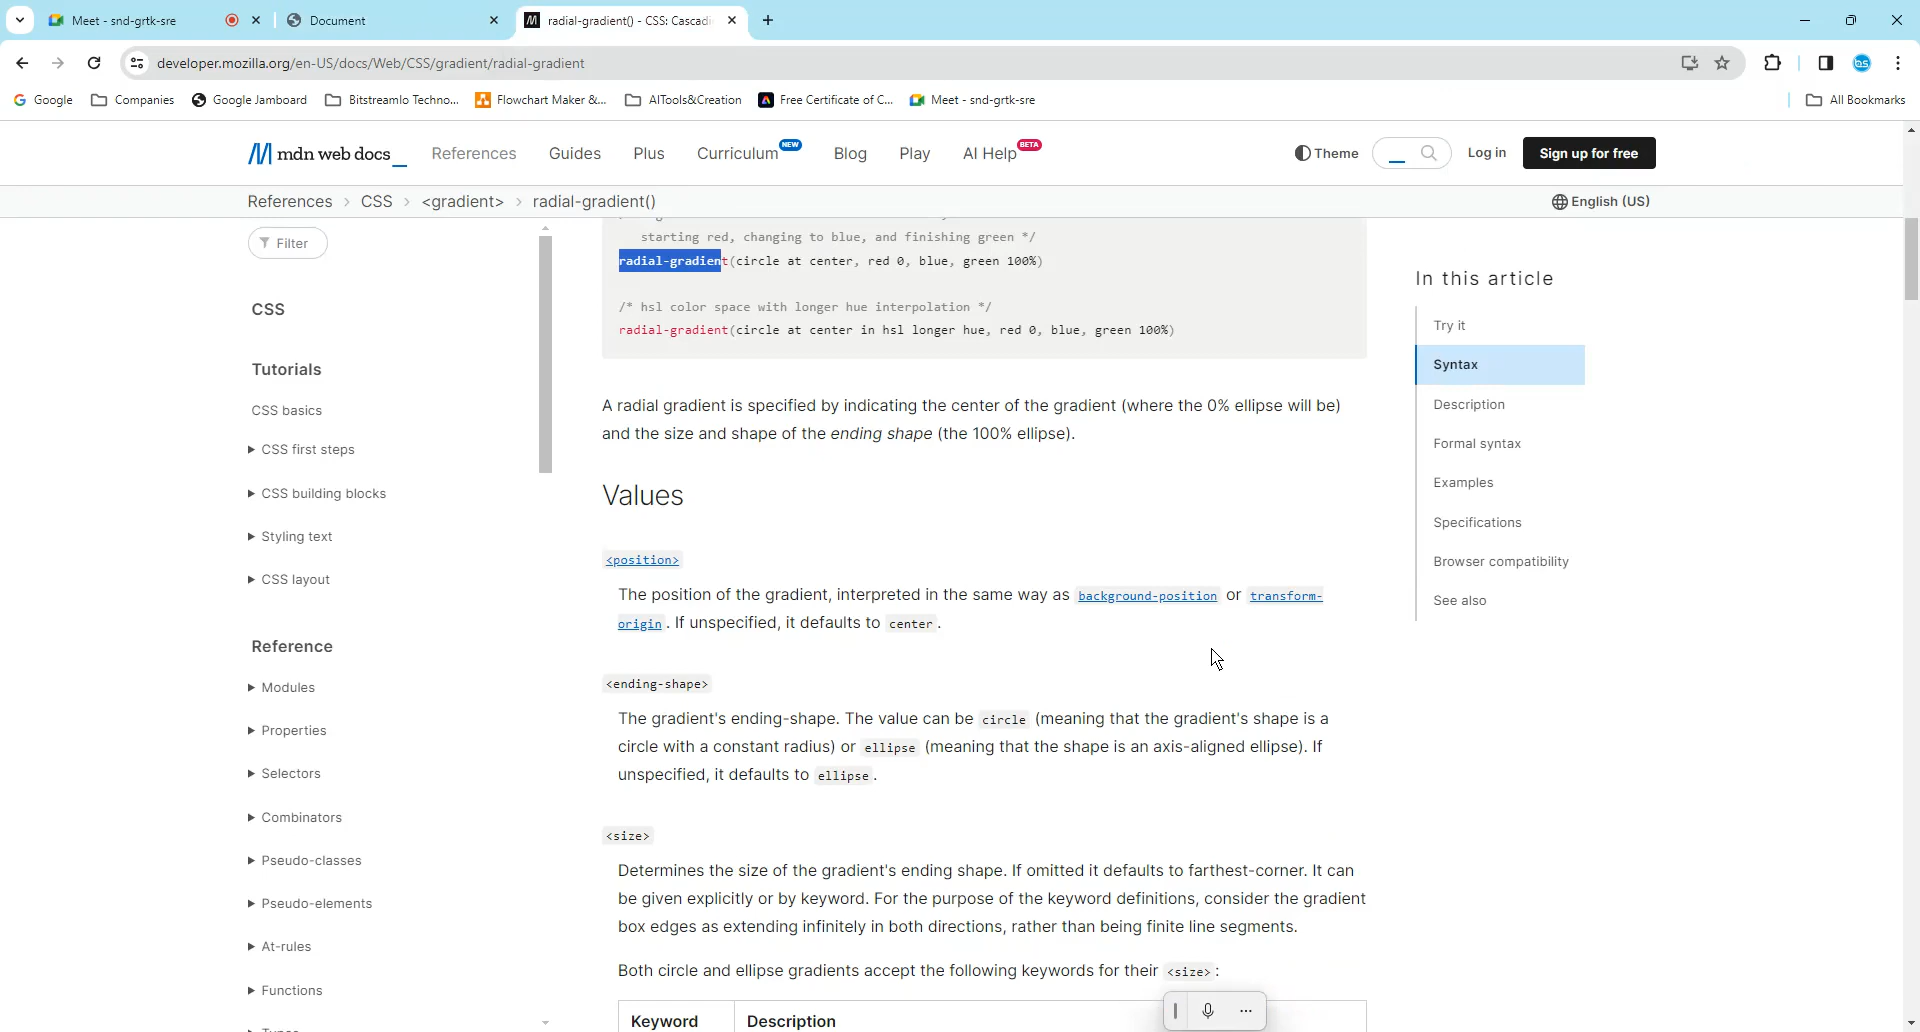 Meet - snd-grtk-sre
Document
radial-gradient() - CSS: Cascadi
developer.mozilla.org/en-US/docs/Web/CSS/gradient/radial-gradient
Google
Companies
Google Jamboard
Bitstreamlo Techno...
Flowchart Maker &...
AITools&Creation
Free Certificate of C...
Meet - snd-grtk-sre
All Bookmarks
mdn web docs
References
Guides
Plus
Curriculum NEW
Blog
Play
AI Help BETA
Theme
Log in
Sign up for free
References > CSS > <gradient> > radial-gradient()
English (US)
Filter
CSS
Tutorials
CSS basics
CSS first steps
CSS building blocks
Styling text
CSS layout
Reference
Modules
Properties
Selectors
Combinators
Pseudo-classes
Pseudo-elements
At-rules
Functions
starting red, changing to blue, and finishing green */
radial-gradient(circle at center, red 0, blue, green 100%)
/* hsl color space with longer hue interpolation */
radial-gradient(circle at center in hsl longer hue, red 0, blue, green 100%)
A radial gradient is specified by indicating the center of the gradient (where the 0% ellipse will be)
and the size and shape of the ending shape (the 100% ellipse).
Values
<position>
The position of the gradient, interpreted in the same way as background-position or transform-
origin. If unspecified, it defaults to center.
<ending-shape>
The gradient's ending-shape. The value can be circle (meaning that the gradient's shape is a
circle with a constant radius) or ellipse (meaning that the shape is an axis-aligned ellipse). If
unspecified, it defaults to ellipse.
<size>
Determines the size of the gradient's ending shape. If omitted it defaults to farthest-corner. It can
be given explicitly or by keyword. For the purpose of the keyword definitions, consider the gradient
box edges as extending infinitely in both directions, rather than being finite line segments.
Both circle and ellipse gradients accept the following keywords for their <size>:
Keyword
Description
In this article
Try it
Syntax
Description
Formal syntax
Examples
Specifications
Browser compatibility
See also